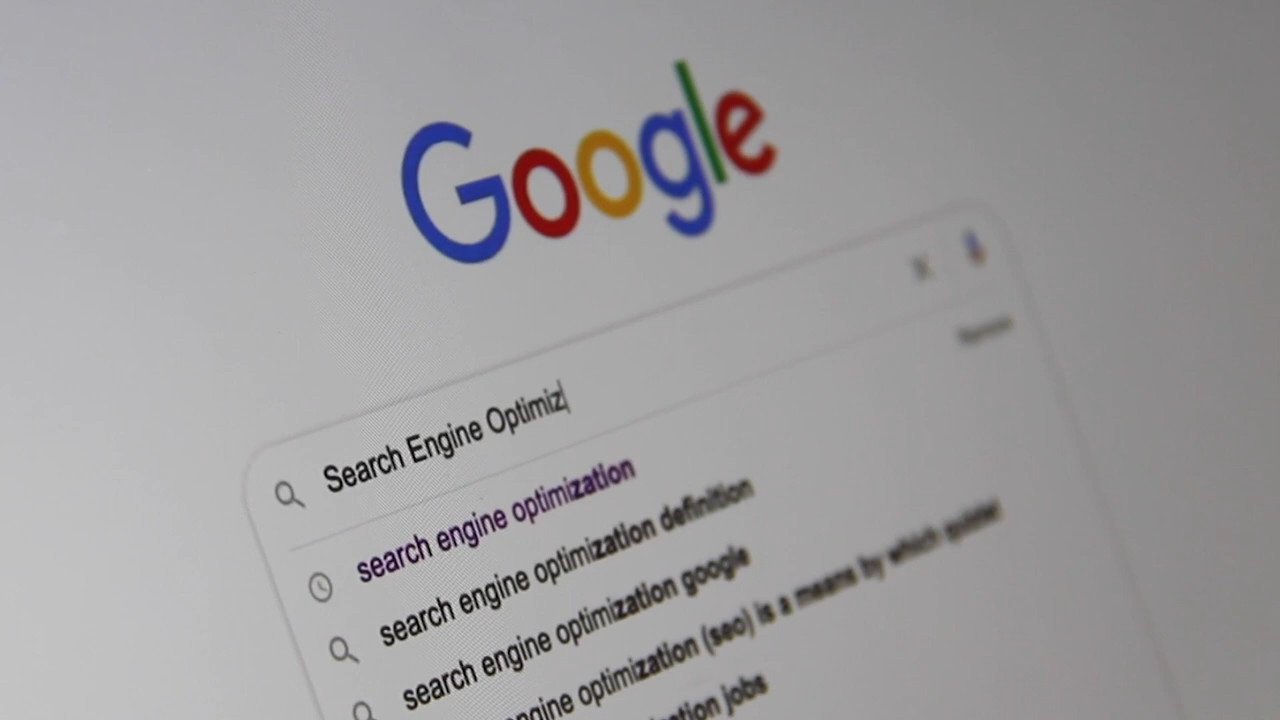 Google
Search Engine Optimiz
search engine optimization
search engine optimization definition
search engine optimization google
engine optimization (seo) is a means by which quizlet
jobs